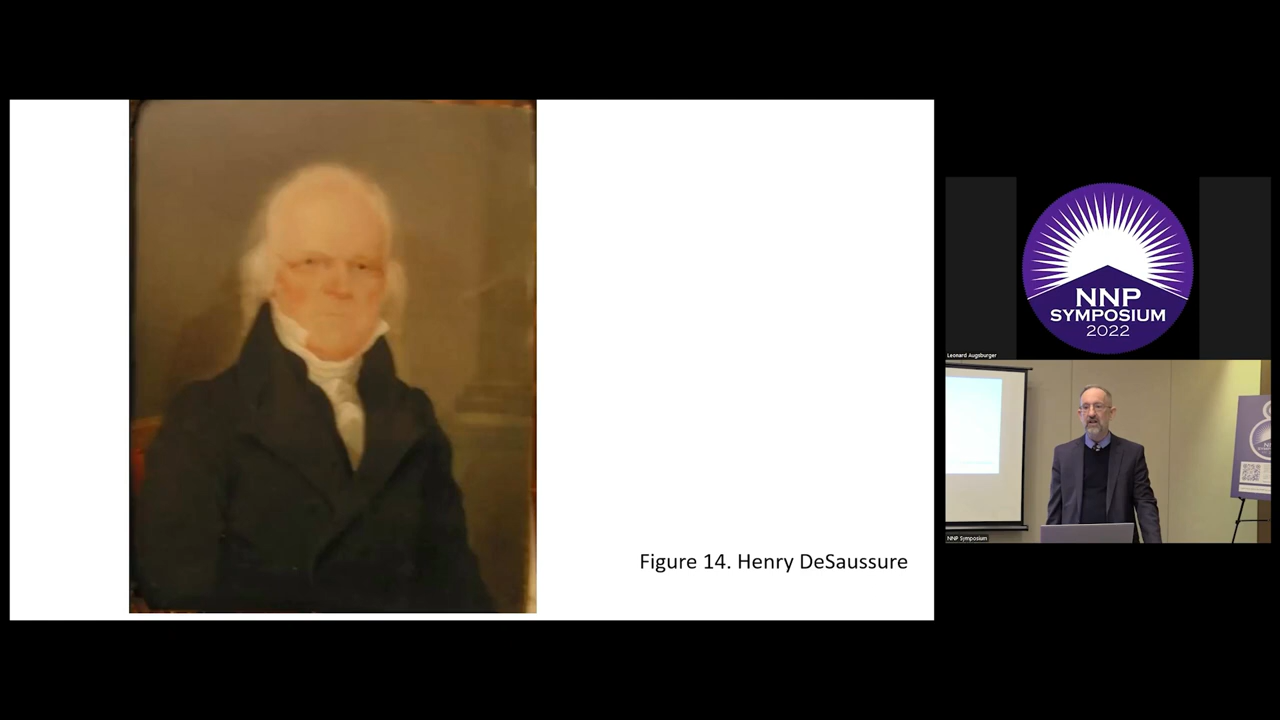 Figure 14. Henry DeSaussure
NNP
SYMPOSIUM
2022
Leonard Augsburger
NNP Symposium